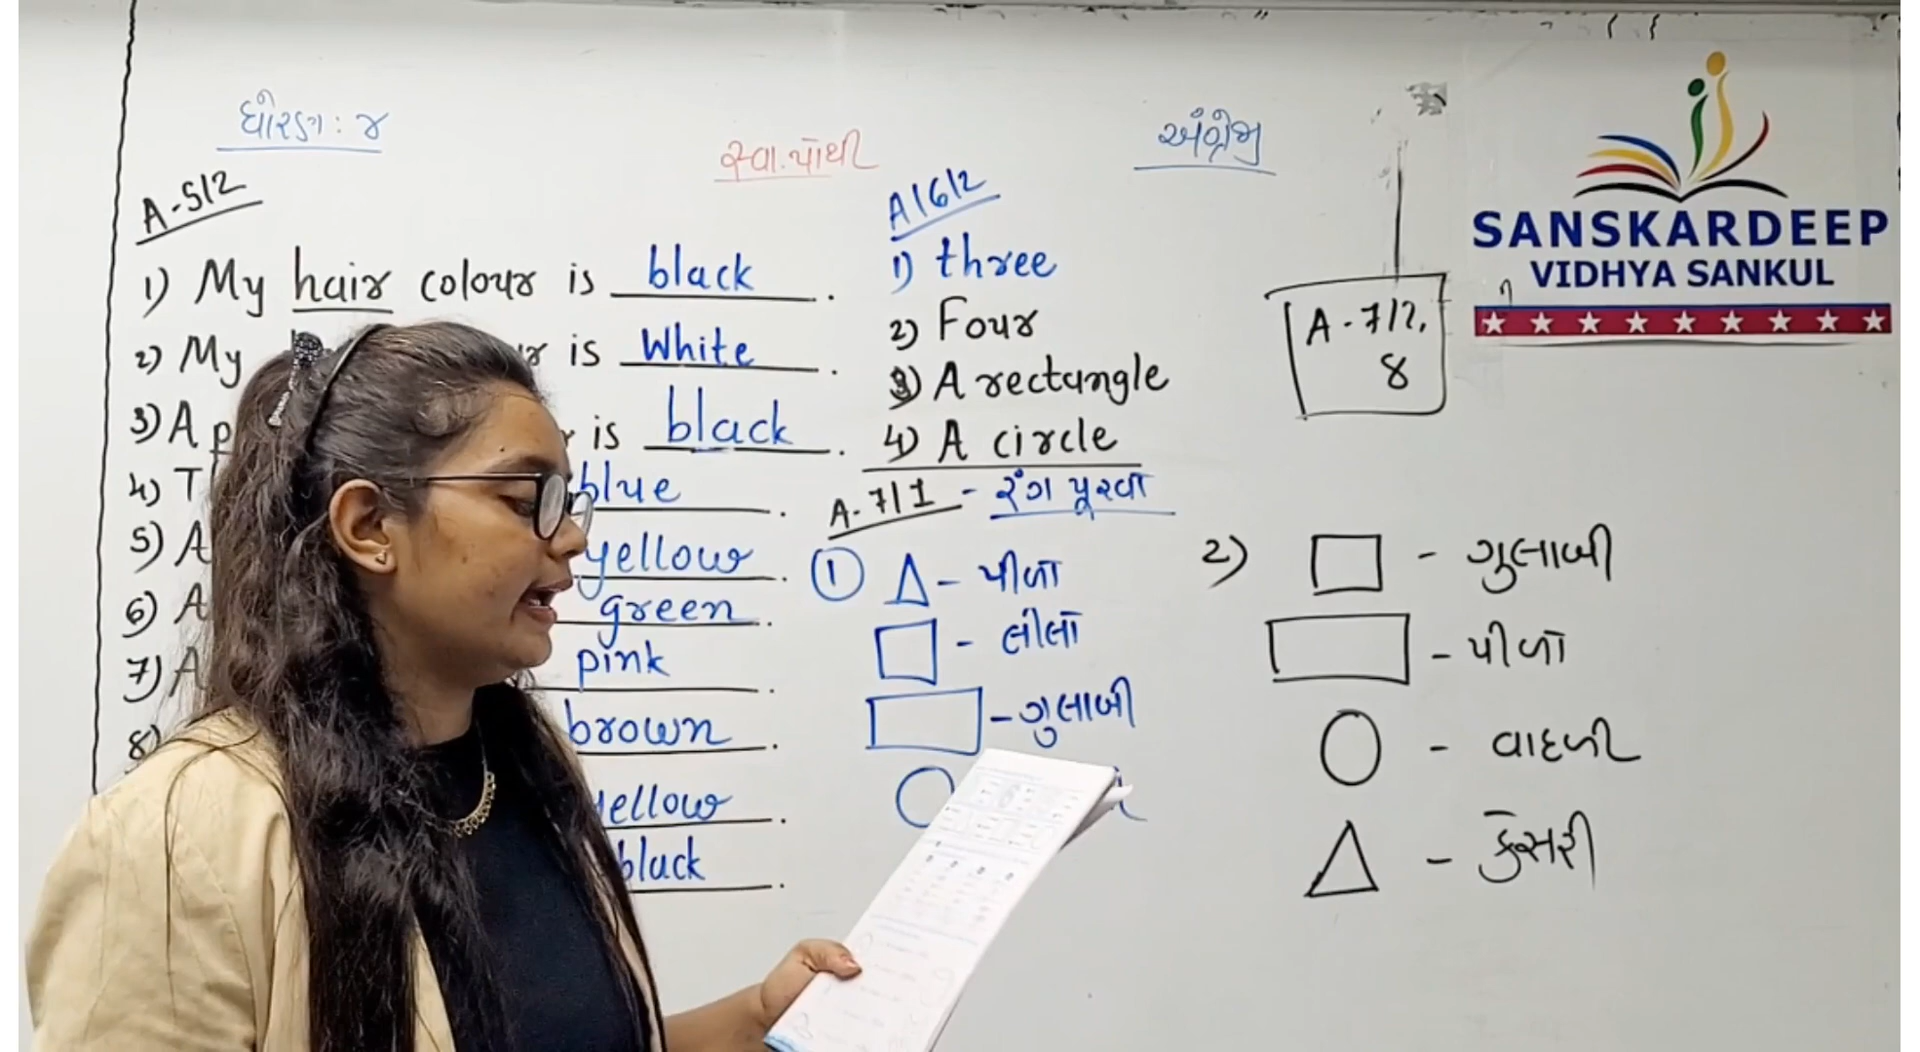 ધોરણ : ૪
સ્વા.પોથી
અંગ્રેજી
A-5/2
1) My hair colour is black.
2) My is White.
3) A is black.
4) T blue.
5) A yellow.
6) A green.
7) A pink.
8) brown.
yellow.
black.
A/6/2
1) three
2) Four
3) A rectangle
4) A circle
A-7/1 - રંગ પૂરવા
1 - પીળો
- લીલો
- ગુલાબી
A-7/2,
8
2) - ગુલાબી
- પીળો
- વાદળી
- કેસરી
SANSKARDEEP
VIDHYA SANKUL